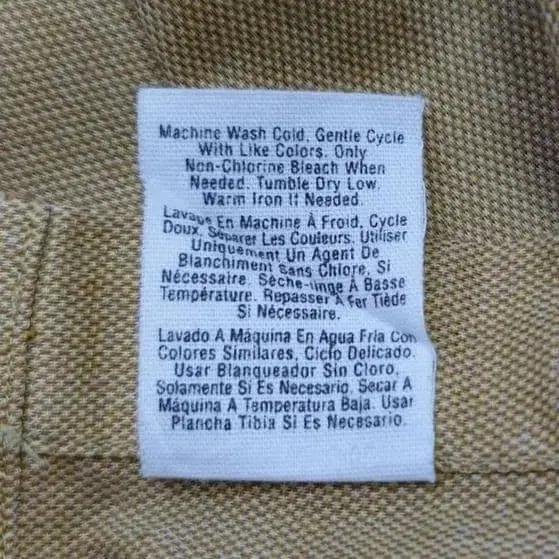 Machine Wash Cold, Gentle Cycle
With Like Colors. Only
Non-Chlorine Bleach When
Needed. Tumble Dry Low.
Warm Iron If Needed.
Lavage En Machine À Froid, Cycle
Doux. Séparer Les Couleurs. Utiliser
Uniquement Un Agent De
Blanchiment Sans Chlore, Si
Nécessaire. Sèche-linge À Basse
Température. Repasser À Fer Tiède
Si Nécessaire.
Lavado A Máquina En Agua Fria Con
Colores Similares, Ciclo Delicado.
Usar Blanqueador Sin Cloro,
Solamente Si Es Necesario. Secar A
Máquina A Temperatura Baja. Usar
Plancha Tibia Si Es Necesario.